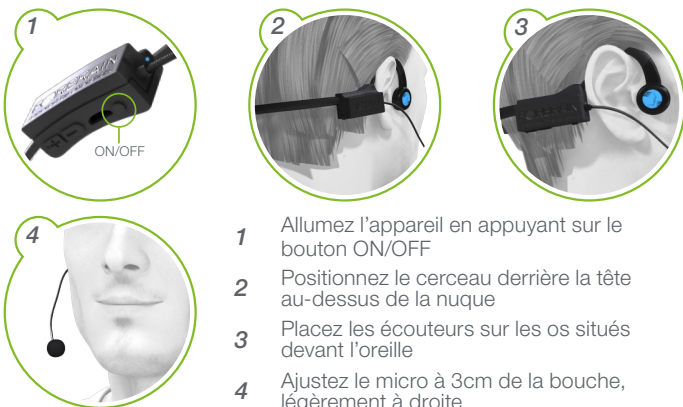 1
2
3
ON/OFF
4
1 Allumez l’appareil en appuyant sur le
bouton ON/OFF
2 Positionnez le cerceau derrière la tête
au-dessus de la nuque
3 Placez les écouteurs sur les os situés
devant l’oreille
4 Ajustez le micro à 3cm de la bouche,
légèrement à droite